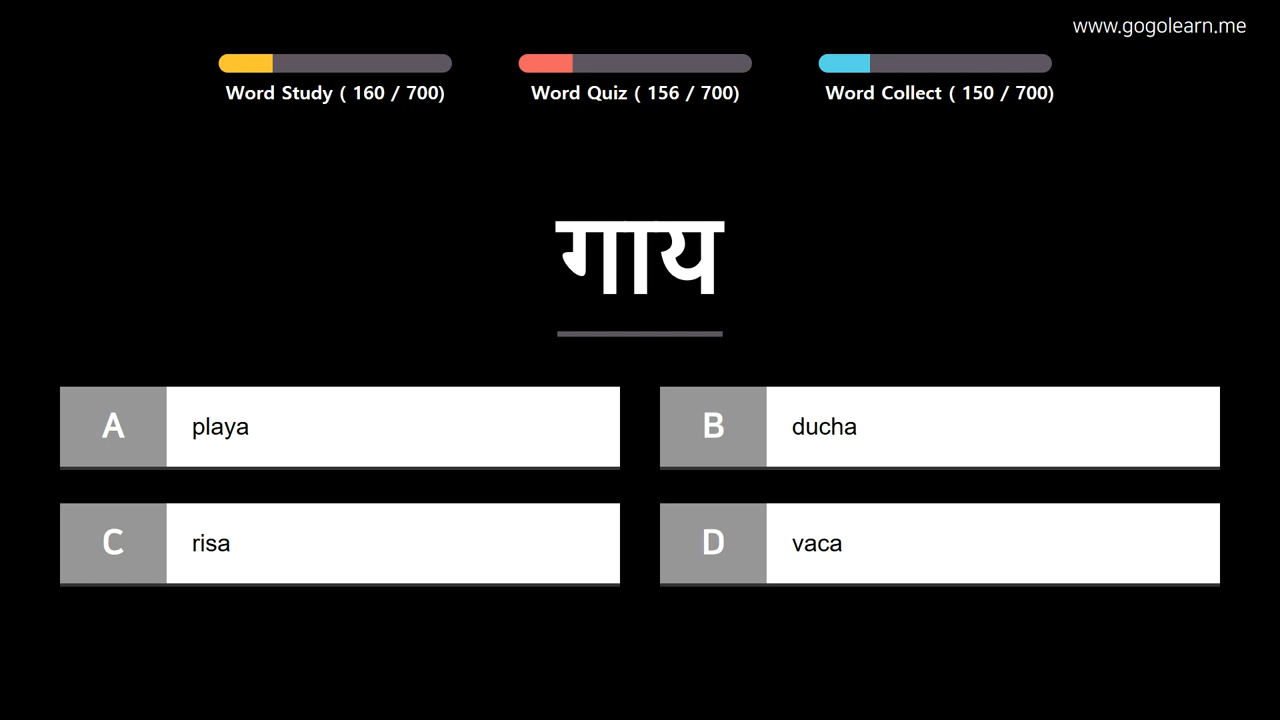 www.gogolearn.me
Word Study ( 160 / 700)
Word Quiz ( 156 / 700)
Word Collect ( 150 / 700)
गाय
A
playa
B
ducha
C
risa
D
vaca